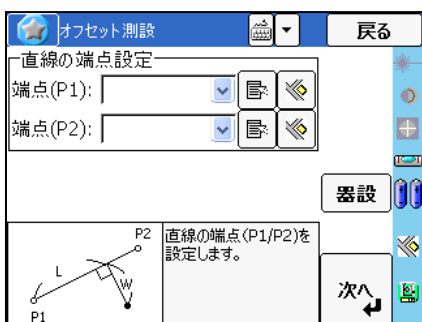 オフセット測設
戻る
直線の端点設定
端点(P1):
端点(P2):
器設
P2
L
W
P1
直線の端点(P1/P2)を
設定します。
次へ